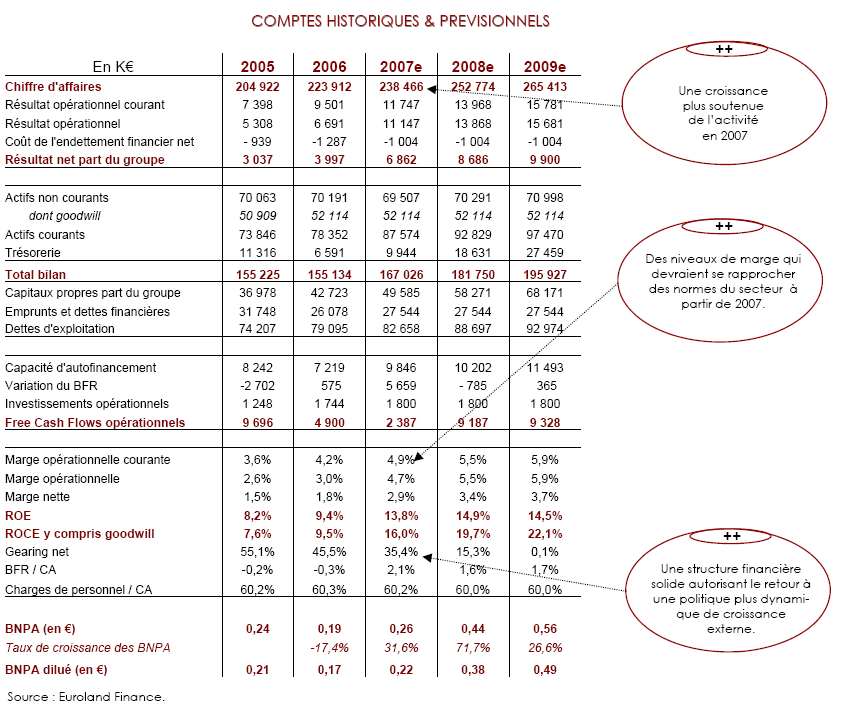 COMPTES HISTORIQUES & PREVISIONNELS
En K€ 2005 2006 2007e 2008e 2009e
Chiffre d'affaires 204 922 223 912 238 466 252 774 265 413
Résultat opérationnel courant 7 398 9 501 11 747 13 968 15 781
Résultat opérationnel 5 308 6 691 11 147 13 868 15 681
Coût de l'endettement financier net - 939 -1 287 -1 004 -1 004 -1 004
Résultat net part du groupe 3 037 3 997 6 862 8 686 9 900
Actifs non courants 70 063 70 191 69 507 70 291 70 998
dont goodwill 50 909 52 114 52 114 52 114 52 114
Actifs courants 73 846 78 352 87 574 92 829 97 470
Trésorerie 11 316 6 591 9 944 18 631 27 459
Total bilan 155 225 155 134 167 026 181 750 195 927
Capitaux propres part du groupe 36 978 42 723 49 585 58 271 68 171
Emprunts et dettes financières 31 748 26 078 27 544 27 544 27 544
Dettes d'exploitation 74 207 79 095 82 658 88 697 92 974
Capacité d'autofinancement 8 242 7 219 9 846 10 202 11 493
Variation du BFR -2 702 575 5 659 - 785 365
Investissements opérationnels 1 248 1 744 1 800 1 800 1 800
Free Cash Flows opérationnels 9 696 4 900 2 387 9 187 9 328
Marge opérationnelle courante 3,6% 4,2% 4,9% 5,5% 5,9%
Marge opérationnelle 2,6% 3,0% 4,7% 5,5% 5,9%
Marge nette 1,5% 1,8% 2,9% 3,4% 3,7%
ROE 8,2% 9,4% 13,8% 14,9% 14,5%
ROCE y compris goodwill 7,6% 9,5% 16,0% 19,7% 22,1%
Gearing net 55,1% 45,5% 35,4% 15,3% 0,1%
BFR / CA -0,2% -0,3% 2,1% 1,6% 1,7%
Charges de personnel / CA 60,2% 60,3% 60,2% 60,0% 60,0%
BNPA (en €) 0,24 0,19 0,26 0,44 0,56
Taux de croissance des BNPA -17,4% 31,6% 71,7% 26,6%
BNPA dilué (en €) 0,21 0,17 0,22 0,38 0,49
Source : Euroland Finance.
++
Une croissance
plus soutenue
de l'activité
en 2007
++
Des niveaux de marge qui
devraient se rapprocher
des normes du secteur à
partir de 2007.
++
Une structure financière
solide autorisant le retour à
une politique plus dynami-
que de croissance
externe.